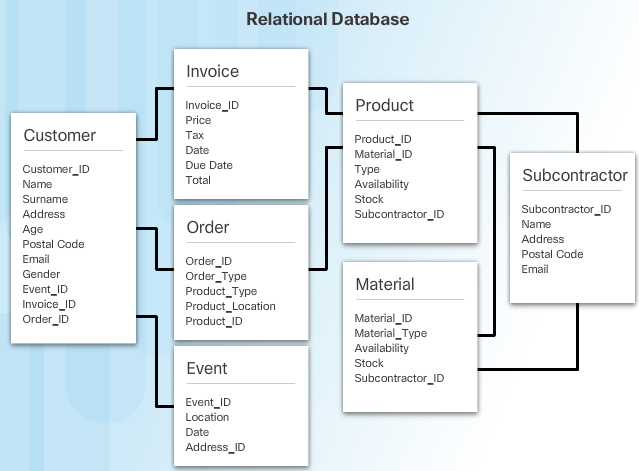 Relational Database
Customer
Customer_ID
Name
Surname
Address
Age
Postal Code
Email
Gender
Event_ID
Invoice_ID
Order_ID
Invoice
Invoice_ID
Price
Tax
Date
Due Date
Total
Order
Order_ID
Order_Type
Product_Type
Product_Location
Product_ID
Event
Event_ID
Location
Date
Address_ID
Product
Product_ID
Material_ID
Type
Availability
Stock
Subcontractor_ID
Material
Material_ID
Material_Type
Availability
Stock
Subcontractor_ID
Subcontractor
Subcontractor_ID
Name
Address
Postal Code
Email